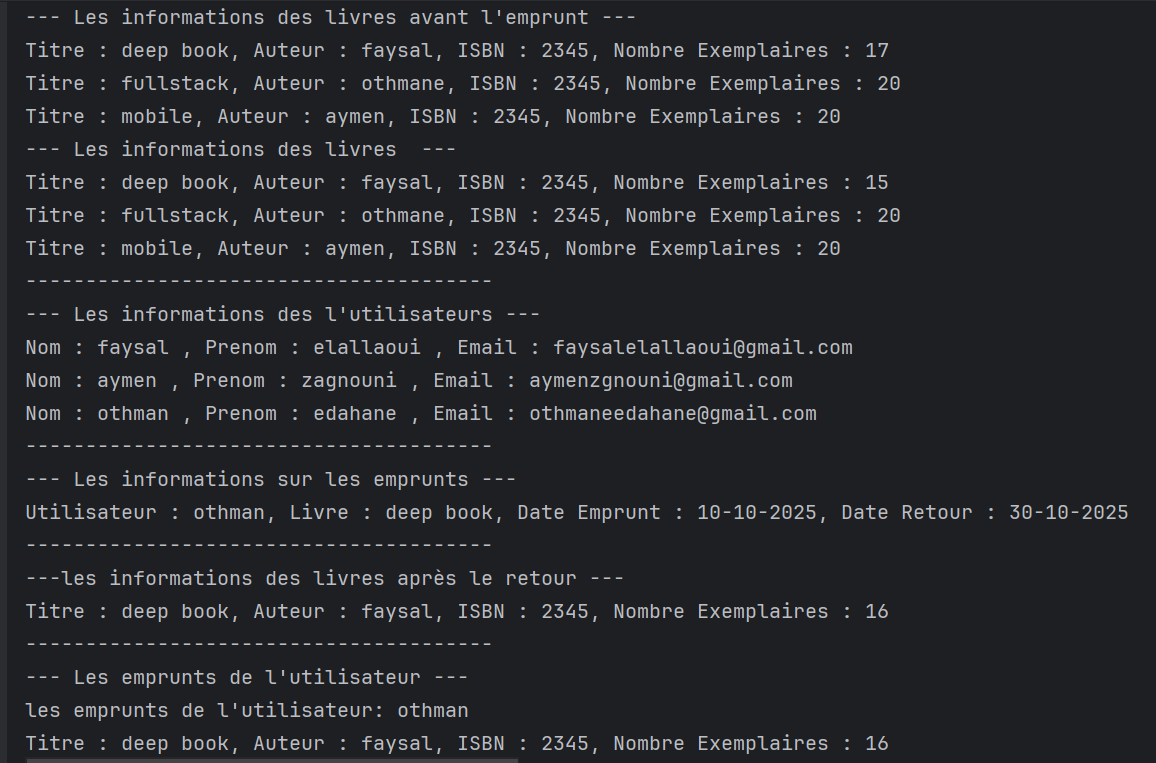 --- Les informations des livres avant l'emprunt ---
Titre : deep book, Auteur : faysal, ISBN : 2345, Nombre Exemplaires : 17
Titre : fullstack, Auteur : othmane, ISBN : 2345, Nombre Exemplaires : 20
Titre : mobile, Auteur : aymen, ISBN : 2345, Nombre Exemplaires : 20
--- Les informations des livres  ---
Titre : deep book, Auteur : faysal, ISBN : 2345, Nombre Exemplaires : 15
Titre : fullstack, Auteur : othmane, ISBN : 2345, Nombre Exemplaires : 20
Titre : mobile, Auteur : aymen, ISBN : 2345, Nombre Exemplaires : 20
---------------------------------------
--- Les informations des l'utilisateurs ---
Nom : faysal , Prenom : elallaoui , Email : faysalelallaoui@gmail.com
Nom : aymen , Prenom : zagnouni , Email : aymenzgnouni@gmail.com
Nom : othman , Prenom : edahane , Email : othmaneedahane@gmail.com
---------------------------------------
--- Les informations sur les emprunts ---
Utilisateur : othman, Livre : deep book, Date Emprunt : 10-10-2025, Date Retour : 30-10-2025
---------------------------------------
---les informations des livres après le retour ---
Titre : deep book, Auteur : faysal, ISBN : 2345, Nombre Exemplaires : 16
---------------------------------------
--- Les emprunts de l'utilisateur ---
les emprunts de l'utilisateur: othman
Titre : deep book, Auteur : faysal, ISBN : 2345, Nombre Exemplaires : 16